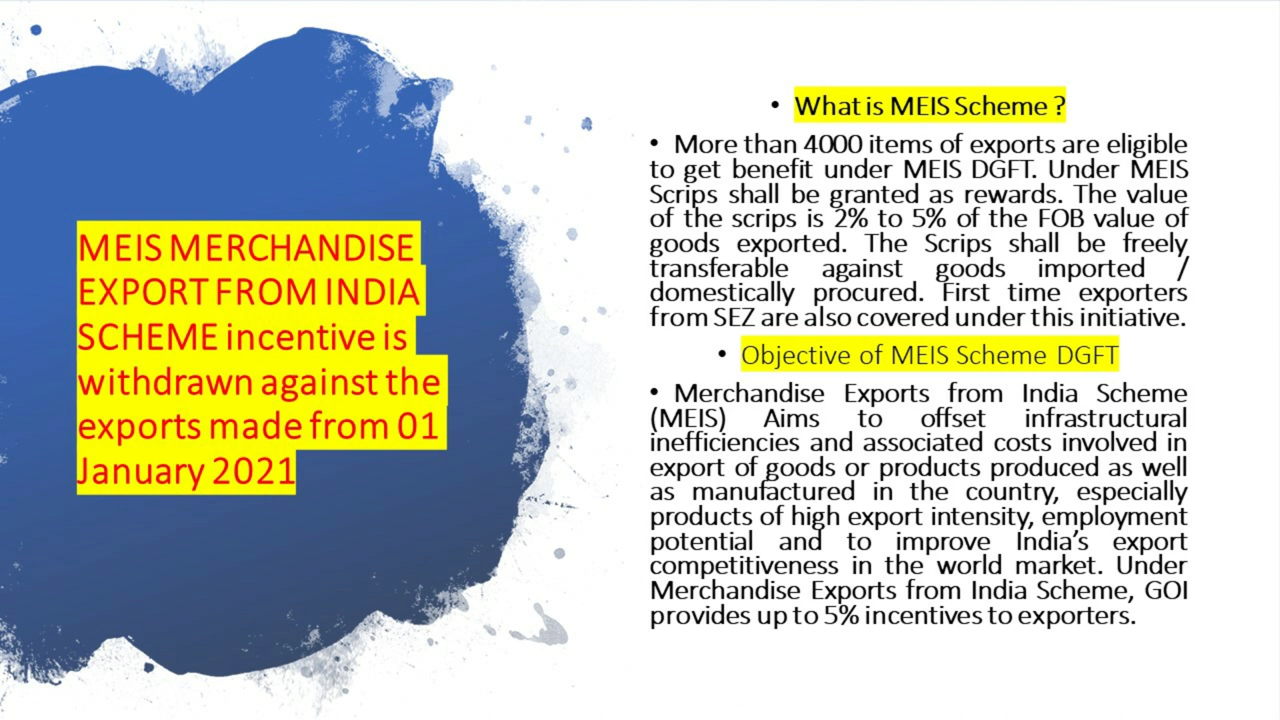 MEIS MERCHANDISE
EXPORT FROM INDIA
SCHEME incentive is
withdrawn against the
exports made from 01
January 2021
• What is MEIS Scheme ?
• More than 4000 items of exports are eligible
to get benefit under MEIS DGFT. Under MEIS
Scrips shall be granted as rewards. The value
of the scrips is 2% to 5% of the FOB value of
goods exported. The Scrips shall be freely
transferable against goods imported /
domestically procured. First time exporters
from SEZ are also covered under this initiative.
• Objective of MEIS Scheme DGFT
• Merchandise Exports from India Scheme
(MEIS) Aims to offset infrastructural
inefficiencies and associated costs involved in
export of goods or products produced as well
as manufactured in the country, especially
products of high export intensity, employment
potential and to improve India's export
competitiveness in the world market. Under
Merchandise Exports from India Scheme, GOI
provides up to 5% incentives to exporters.